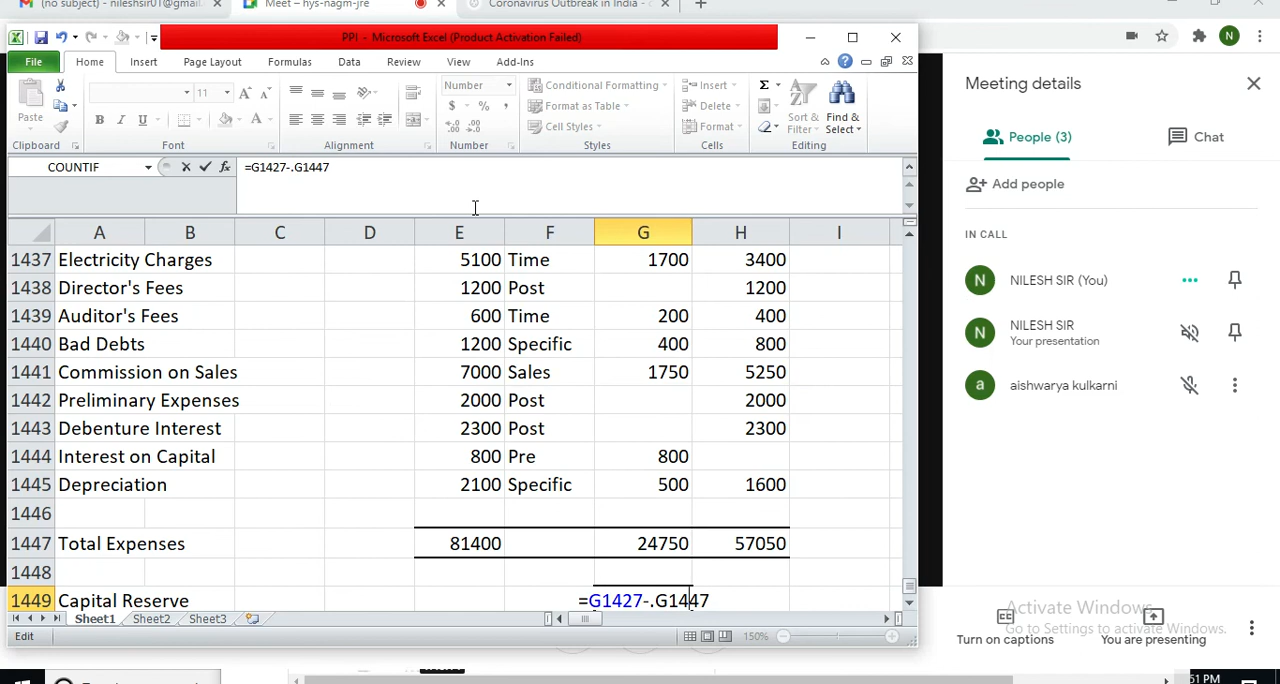 (no subject) - nileshsir01@gmail. Meet – hys-nagm-jre Coronavirus Outbreak in India -
PPI - Microsoft Excel (Product Activation Failed)
N
File Home Insert Page Layout Formulas Data Review View Add-Ins
Meeting details
Paste
11
B I U
Number
$ % ,
Conditional Formatting
Format as Table
Cell Styles
Insert
Delete
Format
Σ
Sort & Filter
Find & Select
Clipboard Font Alignment Number Styles Cells Editing
People (3)
Chat
COUNTIF fx =G1427-.G1447
Add people
A B C D E F G H I
IN CALL
1437 Electricity Charges 5100 Time 1700 3400
1438 Director's Fees 1200 Post 1200
1439 Auditor's Fees 600 Time 200 400
1440 Bad Debts 1200 Specific 400 800
1441 Commission on Sales 7000 Sales 1750 5250
1442 Preliminary Expenses 2000 Post 2000
1443 Debenture Interest 2300 Post 2300
1444 Interest on Capital 800 Pre 800
1445 Depreciation 2100 Specific 500 1600
1446
1447 Total Expenses 81400 24750 57050
1448
1449 Capital Reserve =G1427-.G1447
N NILESH SIR (You)
N NILESH SIR
Your presentation
a aishwarya kulkarni
Sheet1 Sheet2 Sheet3
Edit 150%
Activate Windows
Go to Settings to activate Windows.
CC
Turn on captions
You are presenting
51 PM